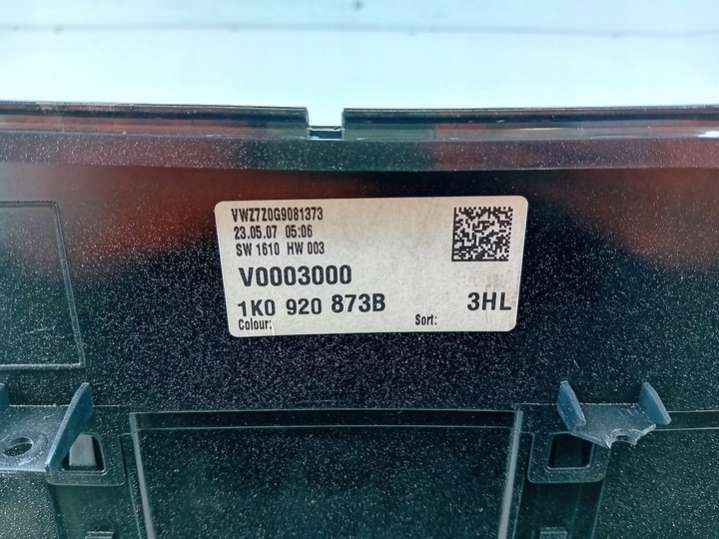 VWZ7Z0G9081373
23.05.07 05:06
SW 1610 HW 003
V0003000
1K0 920 873B 3HL
Colour: Sort: